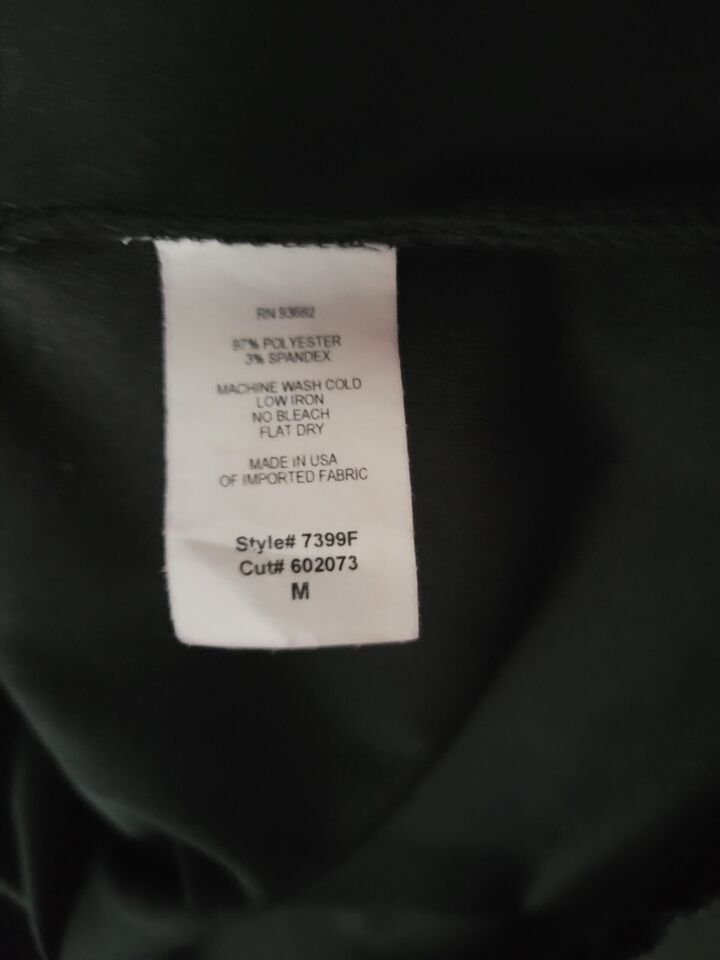 RN 93682
97% POLYESTER
3% SPANDEX
MACHINE WASH COLD
LOW IRON
NO BLEACH
FLAT DRY
MADE IN USA
OF IMPORTED FABRIC
Style# 7399F
Cut# 602073
M